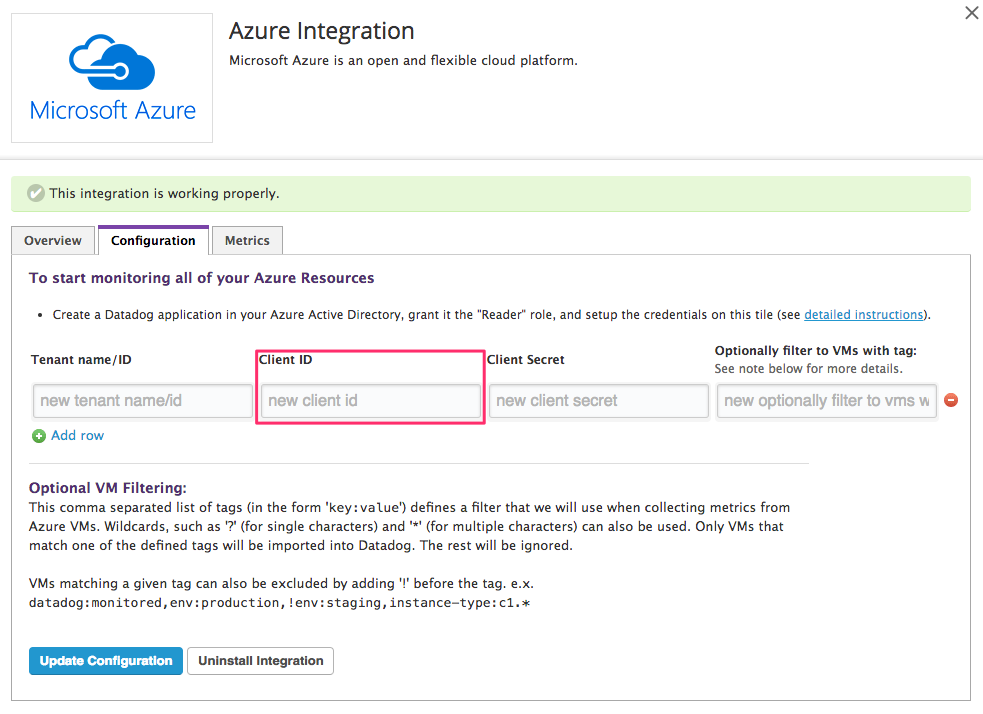 Microsoft Azure
Azure Integration
Microsoft Azure is an open and flexible cloud platform.
This integration is working properly.
Overview
Configuration
Metrics
To start monitoring all of your Azure Resources
• Create a Datadog application in your Azure Active Directory, grant it the "Reader" role, and setup the credentials on this tile (see detailed instructions).
Tenant name/ID
Client ID
Client Secret
Optionally filter to VMs with tag:
See note below for more details.
new tenant name/id
new client id
new client secret
new optionally filter to vms w
Add row
Optional VM Filtering:
This comma separated list of tags (in the form 'key:value') defines a filter that we will use when collecting metrics from
Azure VMs. Wildcards, such as '?' (for single characters) and '*' (for multiple characters) can also be used. Only VMs that
match one of the defined tags will be imported into Datadog. The rest will be ignored.
VMs matching a given tag can also be excluded by adding '!' before the tag. e.x.
datadog:monitored,env:production,!env:staging,instance-type:c1.*
Update Configuration
Uninstall Integration